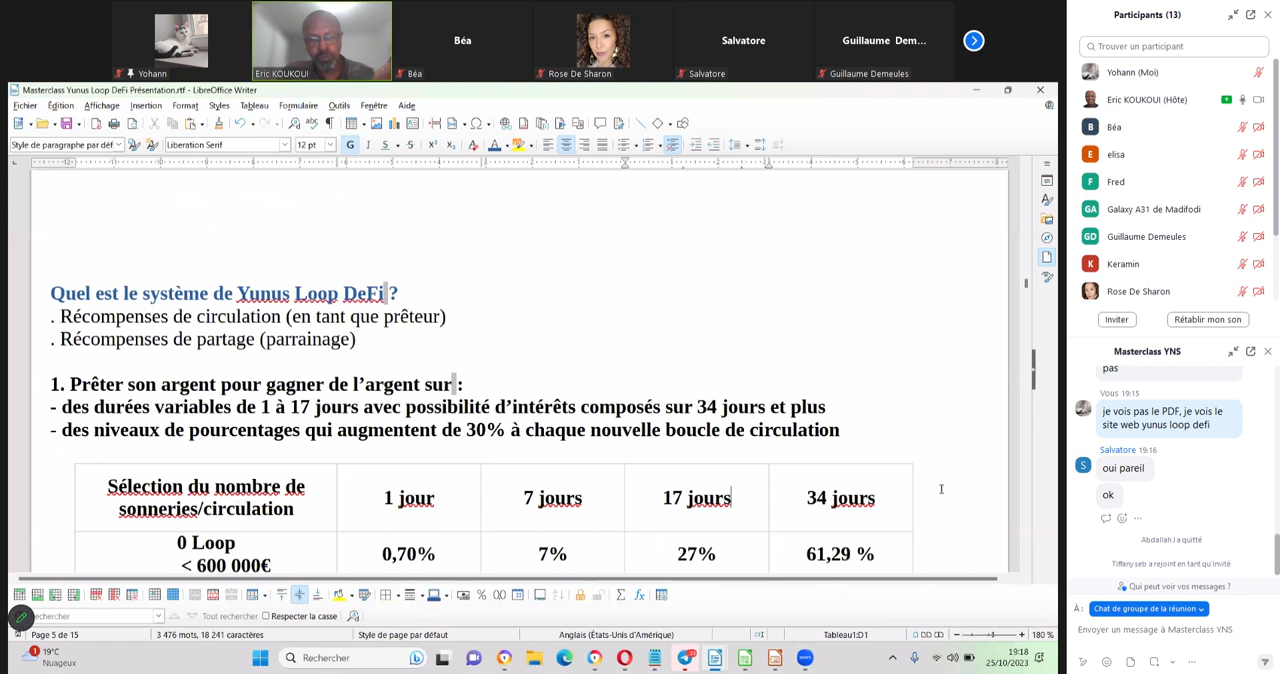 Béa
Salvatore
Guillaume Dem...
Yohann
Eric KOUKOUI
Béa
Rose De Sharon
Salvatore
Guillaume Demeules
Masterclass Yunus Loop DeFi Présentation.rtf - LibreOffice Writer
Fichier Édition Affichage Insertion Format Styles Tableau Formulaire Outils Fenêtre Aide
Style de paragraphe par déf Liberation Serif 12 pt G I S S
Quel est le système de Yunus Loop DeFi ?
. Récompenses de circulation (en tant que prêteur)
. Récompenses de partage (parrainage)
1. Prêter son argent pour gagner de l’argent sur :
- des durées variables de 1 à 17 jours avec possibilité d’intérêts composés sur 34 jours et plus
- des niveaux de pourcentages qui augmentent de 30% à chaque nouvelle boucle de circulation
Sélection du nombre de
sonneries/circulation
1 jour 7 jours 17 jours 34 jours
0 Loop
< 600 000€
0,70% 7% 27% 61,29 %
echercher Tout rechercher Respecter la casse
Page 5 de 15 3 476 mots, 18 241 caractères Style de page par défaut Anglais (États-Unis d’Amérique) Tableau1:D1 180 %
1
19°C
Nuageux
Rechercher
19:18
25/10/2023
Participants (13)
Trouver un participant
Yohann (Moi)
Eric KOUKOUI (Hôte)
B Béa
E elisa
F Fred
GA Galaxy A31 de Madifodi
GD Guillaume Demeules
K Keramin
Rose De Sharon
Inviter Rétablir mon son
Masterclass YNS
pas
Vous 19:15
je vois pas le PDF, je vois le
site web yunus loop defi
Salvatore 19:16
S oui pareil
ok
Abdallah J a quitté
Tiffany seb a rejoint en tant qu'invité
Qui peut voir vos messages ?
À : Chat de groupe de la réunion
Envoyer un message à Masterclass YNS